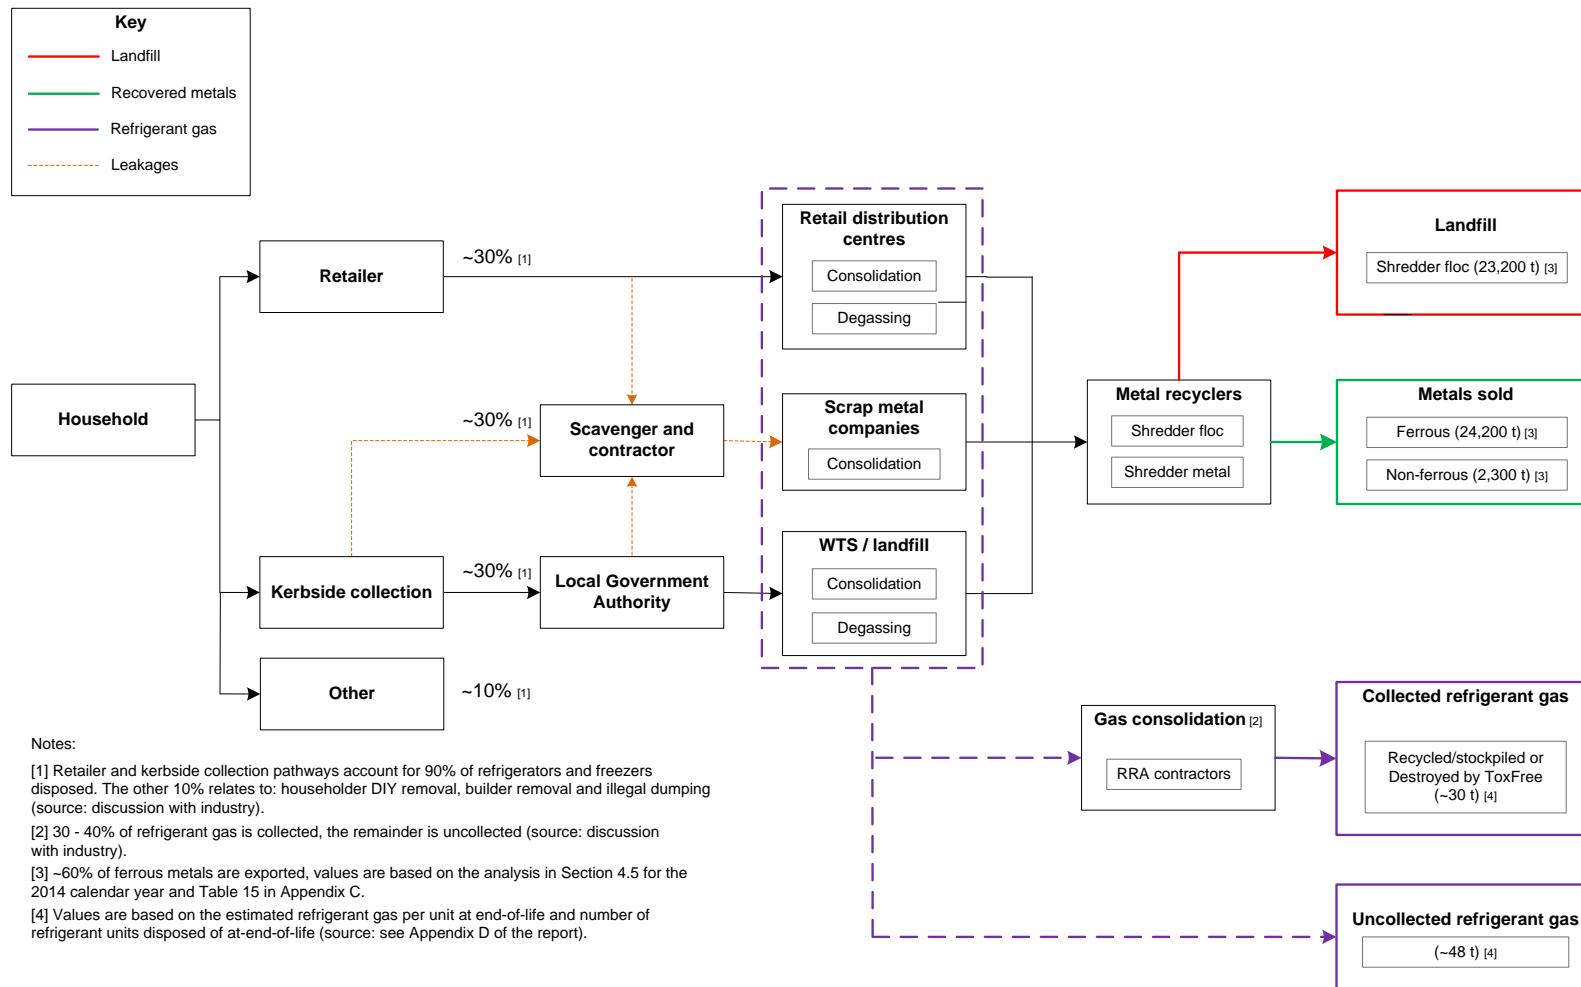 Key
Landfill
Recovered metals
Refrigerant gas
Leakages
Household
Retailer
~30% [1]
Kerbside collection
~30% [1]
~30% [1]
Other
~10% [1]
Scavenger and
contractor
Local Government
Authority
Retail distribution
centres
Consolidation
Degassing
Scrap metal
companies
Consolidation
WTS / landfill
Consolidation
Degassing
Metal recyclers
Shredder floc
Shredder metal
Landfill
Shredder floc (23,200 t) [3]
Metals sold
Ferrous (24,200 t) [3]
Non-ferrous (2,300 t) [3]
Gas consolidation [2]
RRA contractors
Collected refrigerant gas
Recycled/stockpiled or
Destroyed by ToxFree
(~30 t) [4]
Uncollected refrigerant gas
(~48 t) [4]
Notes:
[1] Retailer and kerbside collection pathways account for 90% of refrigerators and freezers
disposed. The other 10% relates to: householder DIY removal, builder removal and illegal dumping
(source: discussion with industry).
[2] 30 - 40% of refrigerant gas is collected, the remainder is uncollected (source: discussion
with industry).
[3] ~60% of ferrous metals are exported, values are based on the analysis in Section 4.5 for the
2014 calendar year and Table 15 in Appendix C.
[4] Values are based on the estimated refrigerant gas per unit at end-of-life and number of
refrigerant units disposed of at-end-of-life (source: see Appendix D of the report).